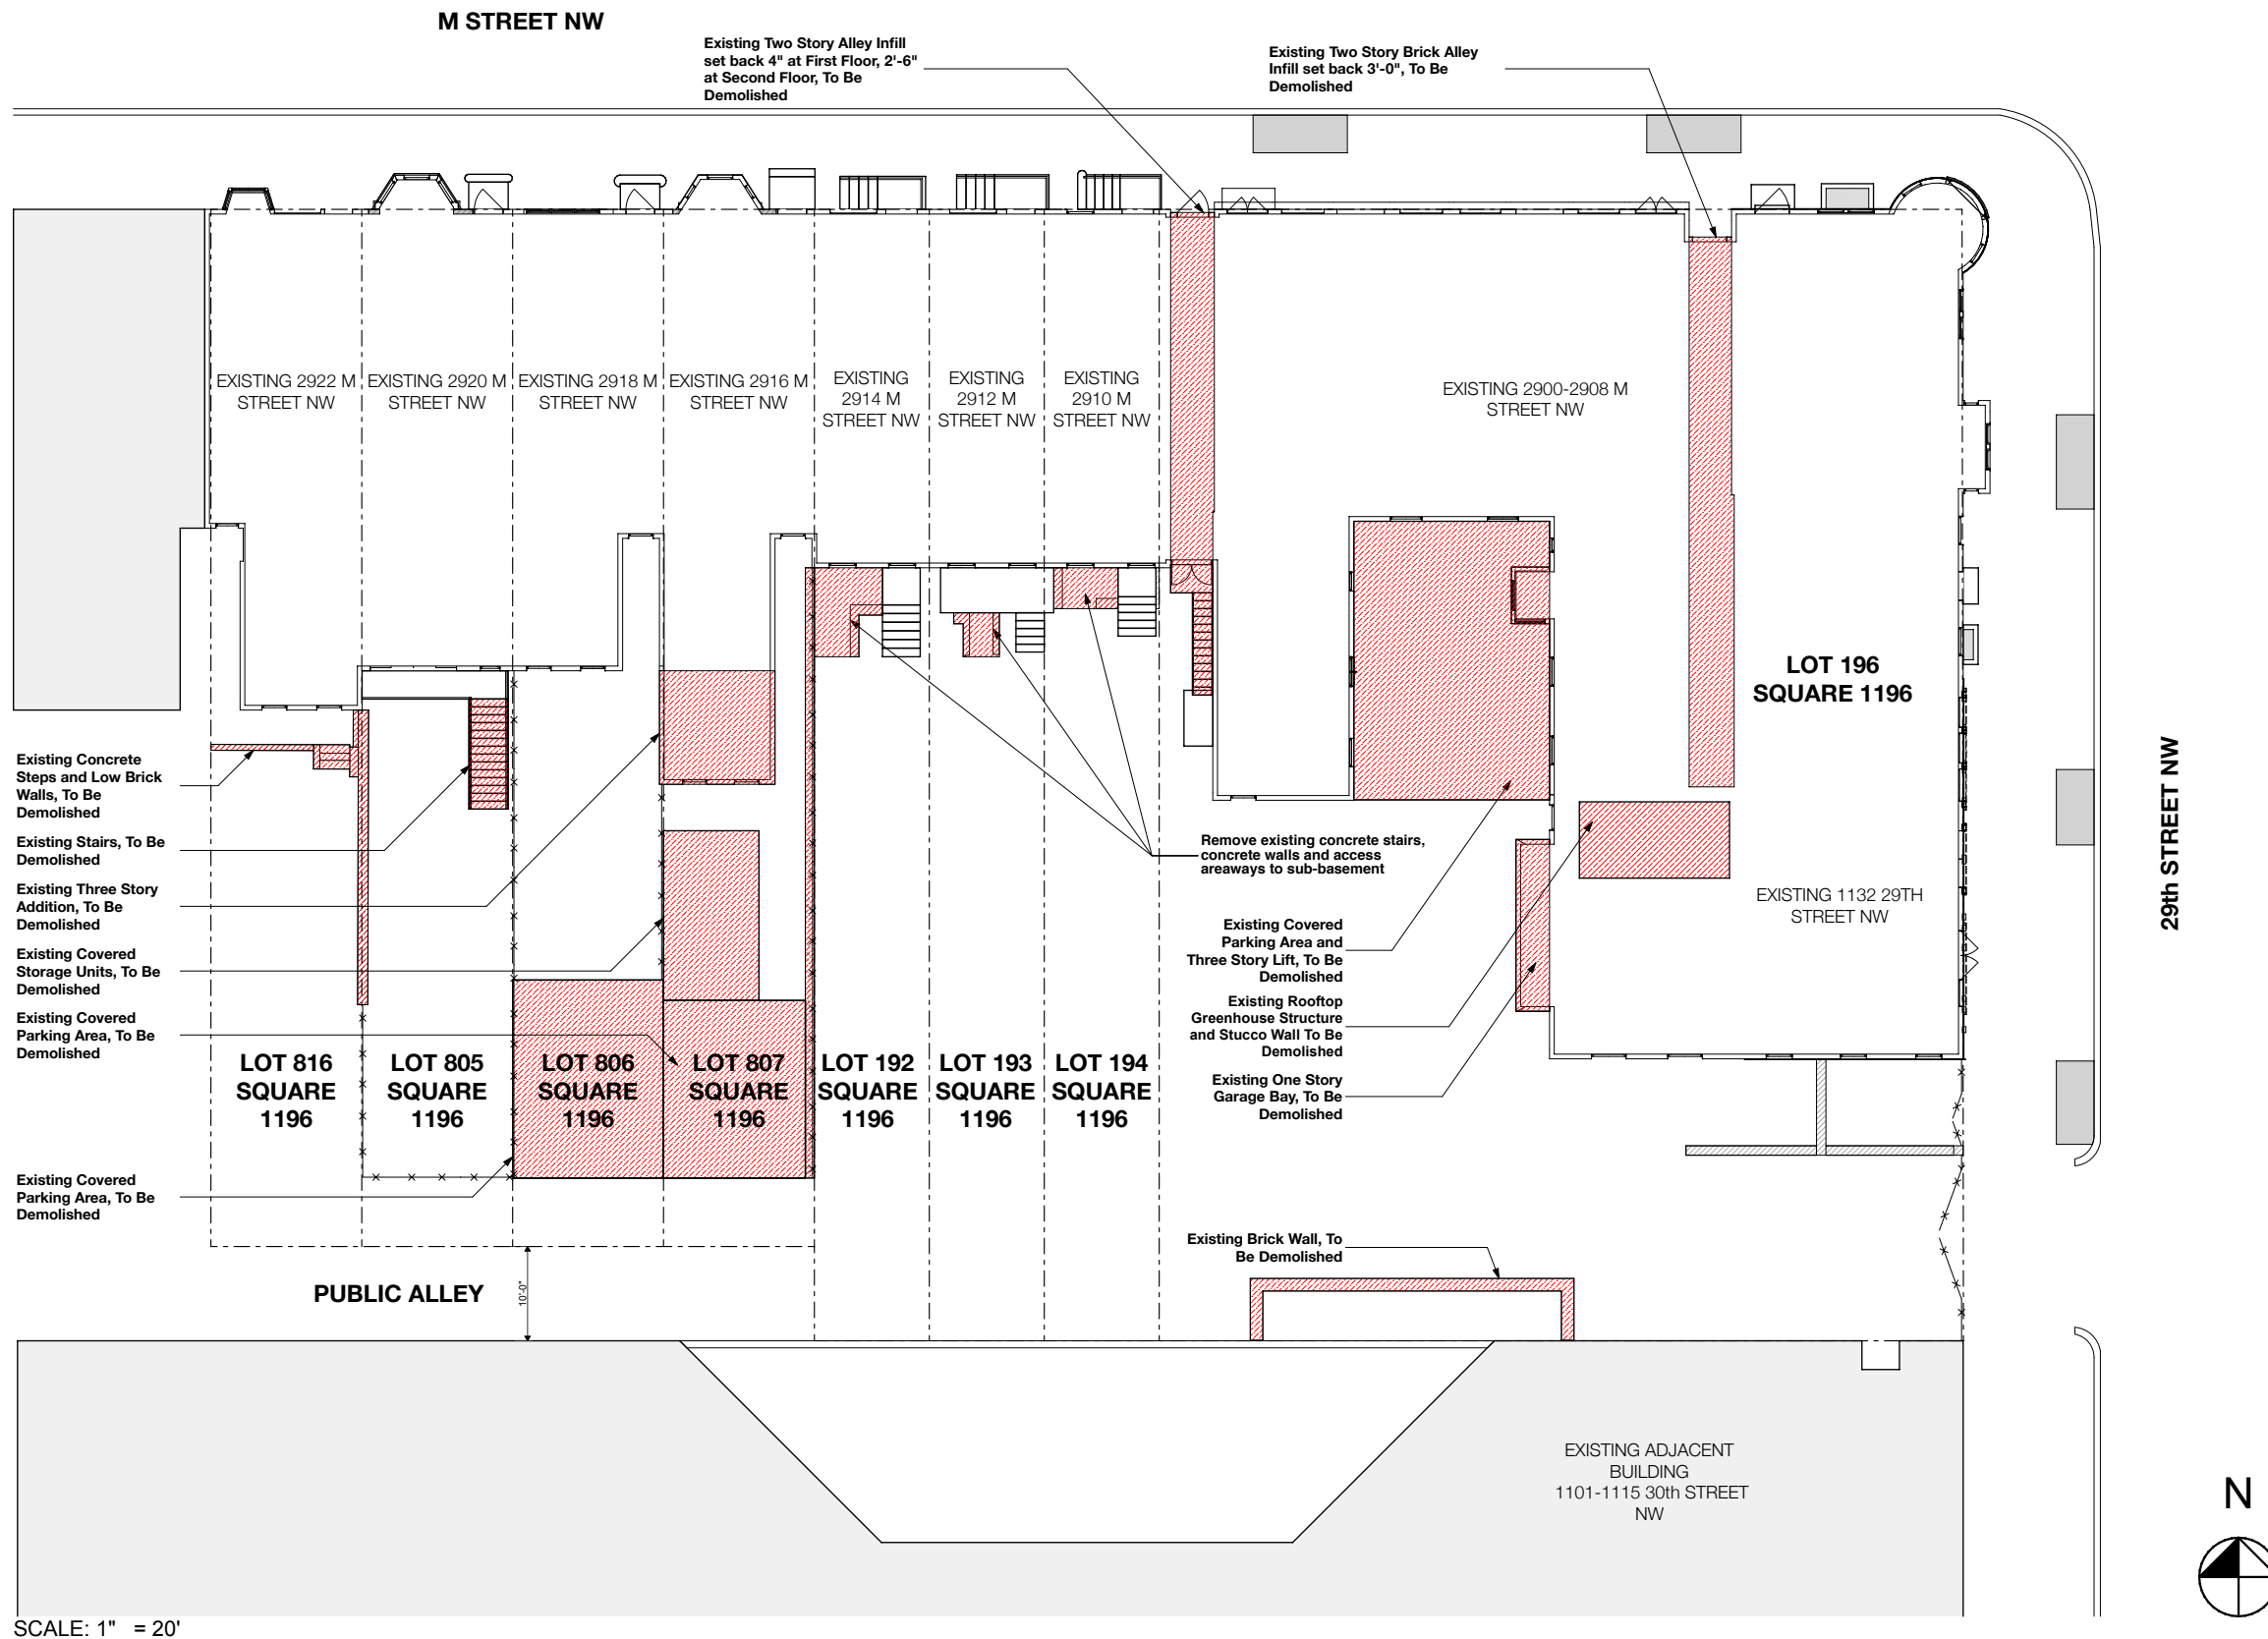 M STREET NW
Existing Two Story Alley Infill
set back 4" at First Floor, 2'-6"
at Second Floor, To Be
Demolished
Existing Two Story Brick Alley
Infill set back 3'-0", To Be
Demolished
EXISTING 2922 M
STREET NW
EXISTING 2920 M
STREET NW
EXISTING 2918 M
STREET NW
EXISTING 2916 M
STREET NW
EXISTING
2914 M
STREET NW
EXISTING
2912 M
STREET NW
EXISTING
2910 M
STREET NW
EXISTING 2900-2908 M
STREET NW
LOT 196
SQUARE 1196
29th STREET NW
Existing Concrete
Steps and Low Brick
Walls, To Be
Demolished
Existing Stairs, To Be
Demolished
Existing Three Story
Addition, To Be
Demolished
Existing Covered
Storage Units, To Be
Demolished
Existing Covered
Parking Area, To Be
Demolished
Existing Covered
Parking Area, To Be
Demolished
Remove existing concrete stairs,
concrete walls and access
areaways to sub-basement
Existing Covered
Parking Area and
Three Story Lift, To Be
Demolished
Existing Rooftop
Greenhouse Structure
and Stucco Wall To Be
Demolished
Existing One Story
Garage Bay, To Be
Demolished
EXISTING 1132 29TH
STREET NW
LOT 816
SQUARE
1196
LOT 805
SQUARE
1196
LOT 806
SQUARE
1196
LOT 807
SQUARE
1196
LOT 192
SQUARE
1196
LOT 193
SQUARE
1196
LOT 194
SQUARE
1196
Existing Brick Wall, To
Be Demolished
PUBLIC ALLEY
10'-0"
EXISTING ADJACENT
BUILDING
1101-1115 30th STREET
NW
N
SCALE: 1" = 20'